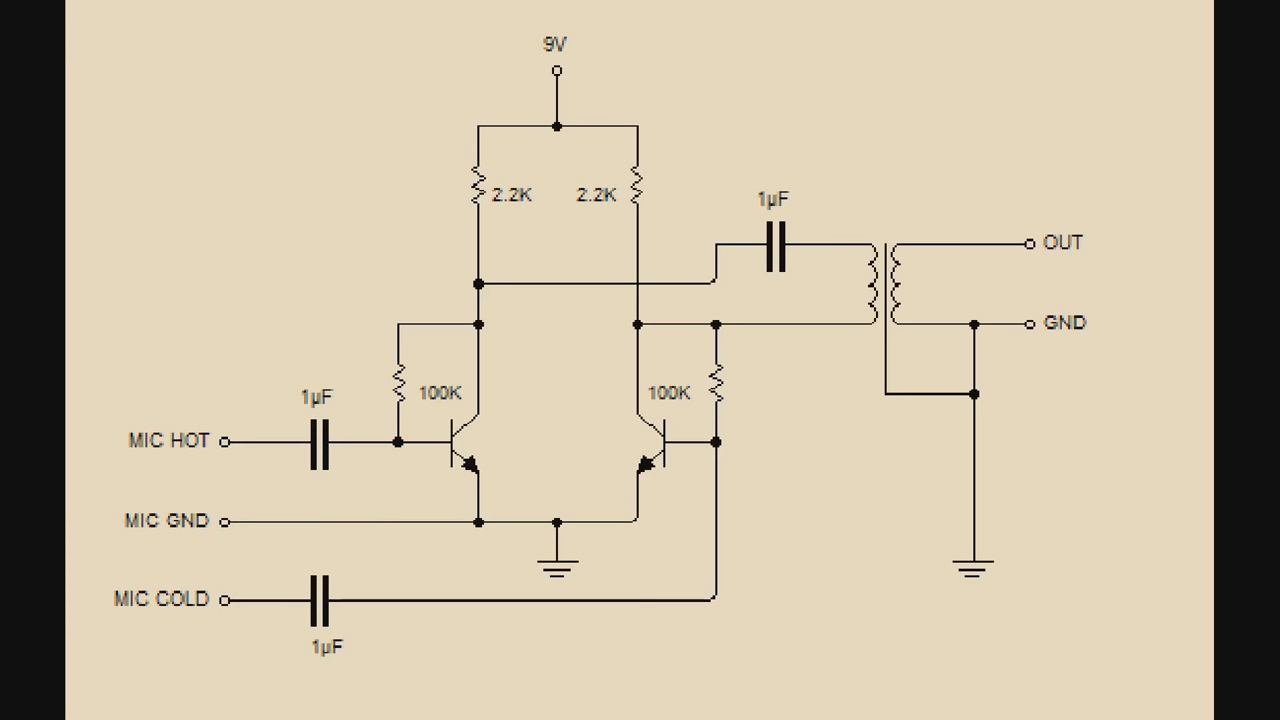 9V
2.2K
2.2K
1µF
OUT
GND
1µF
100K
100K
MIC HOT
MIC GND
MIC COLD
1µF